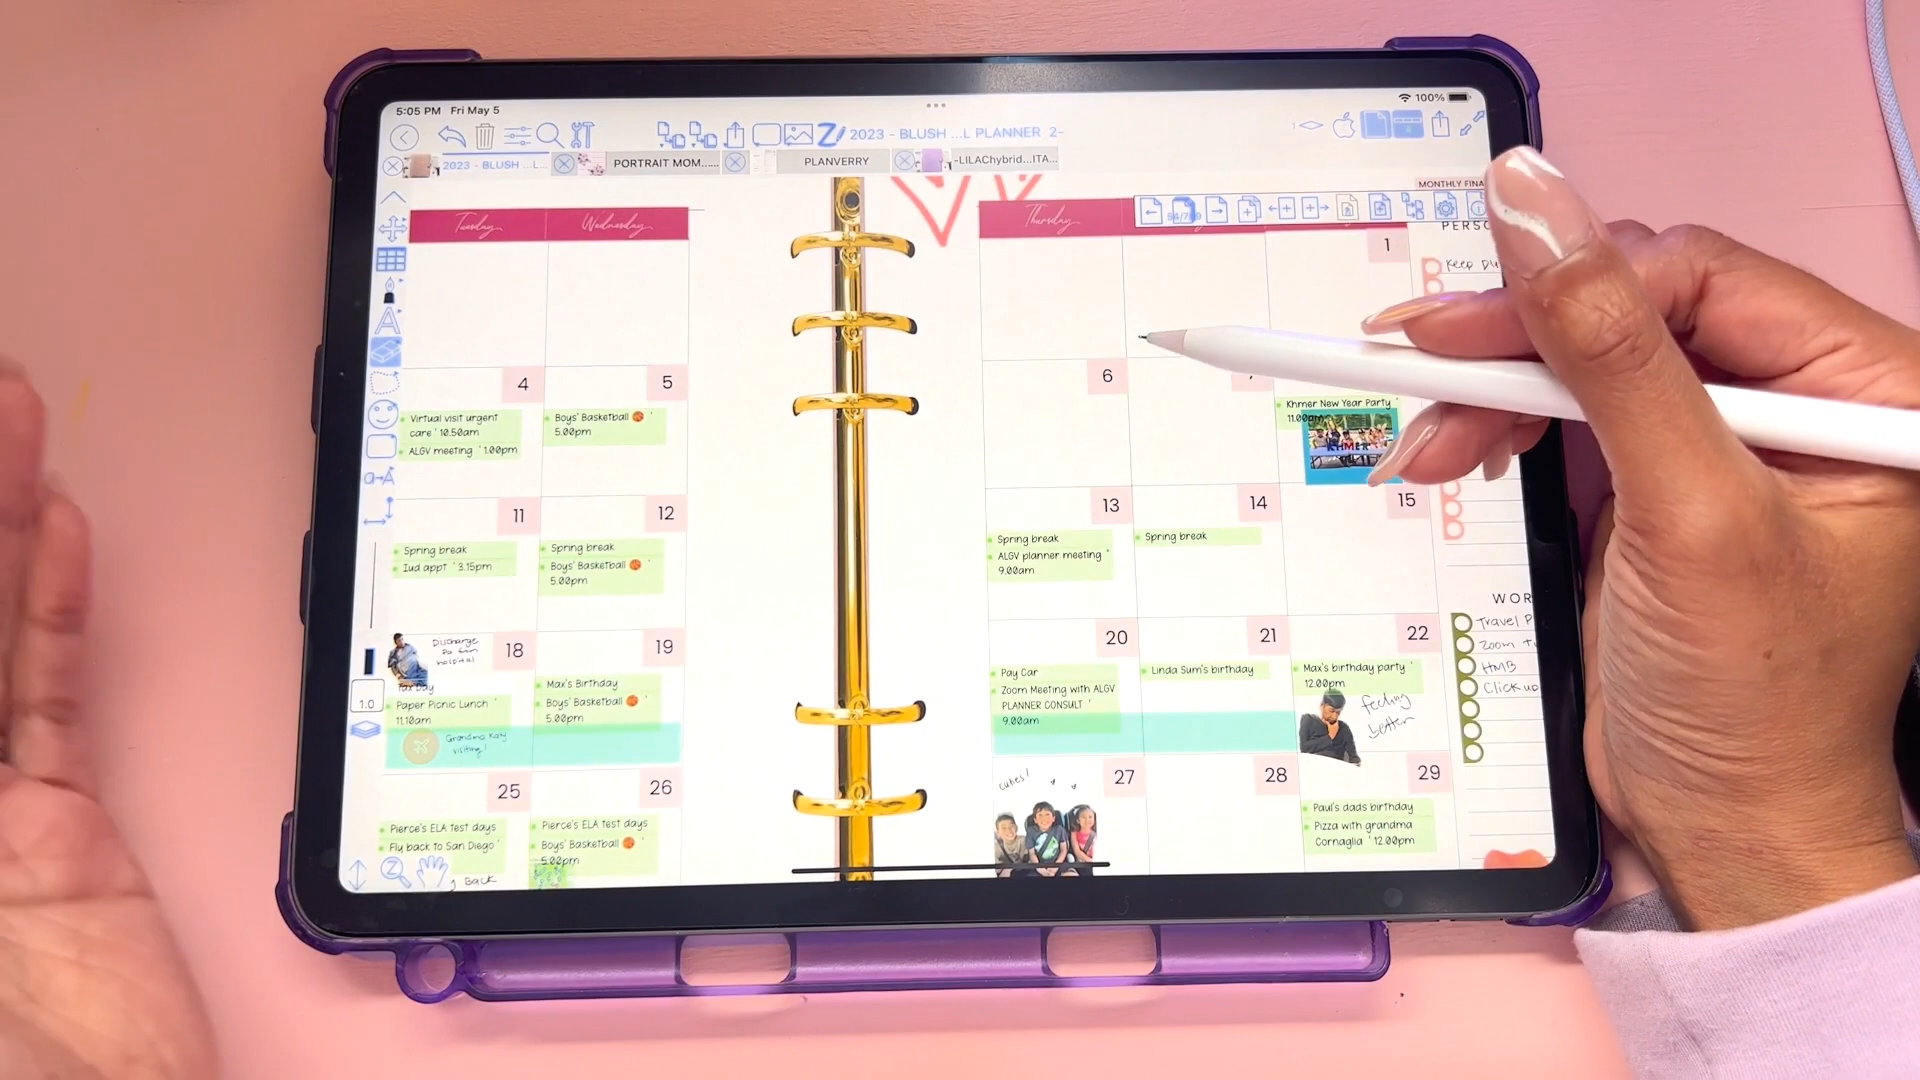 5:05 PM Fri May 5
100%
2023 - BLUSH ...L PLANNER 2-
2023 - BLUSH ...L...
PORTRAIT MOM......
PLANVERRY
-LILAChybrid...ITA...
MONTHLY FINA
Tuesday
Wednesday
Thursday
PERSO
Keep Du
1
4
Virtual visit urgent
care 10.50am
ALGV meeting 1.00pm
5
Boys' Basketball 🏀
5.00pm
6
Khmer New Year Party
11.00am
KHMER
11
Spring break
Iud appt 3.15pm
12
Spring break
Boys' Basketball 🏀
5.00pm
13
Spring break
ALGV planner meeting
9.00am
14
Spring break
15
18
Discharge
Pa from
hospital
Tax Day
Paper Picnic Lunch
11.10am
Grandma Katy
visiting!
19
Max's Birthday
Boys' Basketball 🏀
5.00pm
20
Pay Car
Zoom Meeting with ALGV
PLANNER CONSULT
9.00am
21
Linda Sum's birthday
22
Max's birthday party
12.00pm
feeling
better
WOR
Travel P
Zoom
HMB
Click up
25
Pierce's ELA test days
Fly back to San Diego
Back
26
Pierce's ELA test days
Boys' Basketball 🏀
5.00pm
27
cuties!
28
29
Paul's dads birthday
Pizza with grandma
Cornaglia 12.00pm
1.0